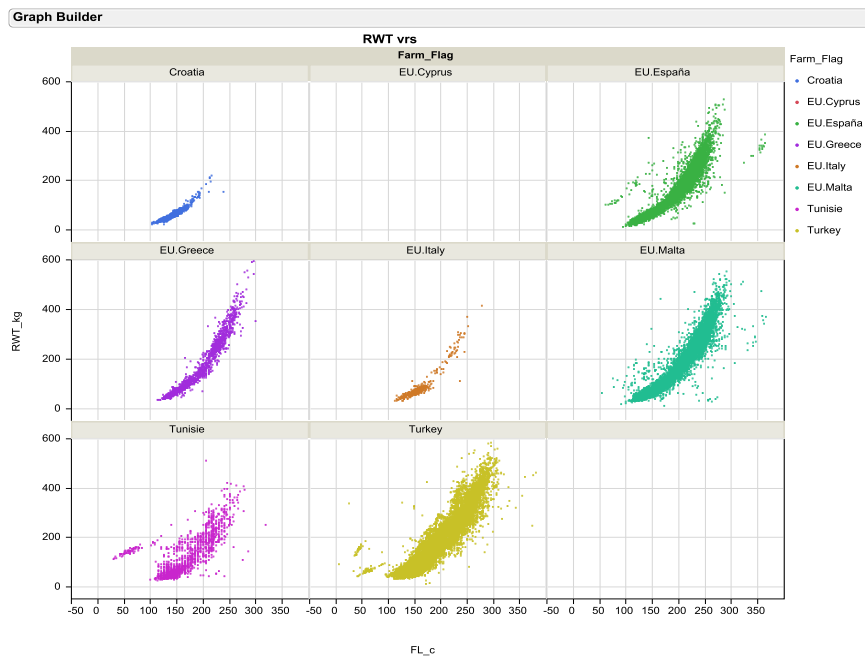 Graph Builder
RWT vrs
Farm_Flag
Croatia EU.Cyprus EU.España
600
400
200
0
EU.Greece EU.Italy EU.Malta
600
400
200
0
Tunisie Turkey
600
400
200
0
-50 0 50 100 150 200 250 300 350 -50 0 50 100 150 200 250 300 350 -50 0 50 100 150 200 250 300 350
RWT_kg
FL_c
Farm_Flag
Croatia
EU.Cyprus
EU.España
EU.Greece
EU.Italy
EU.Malta
Tunisie
Turkey